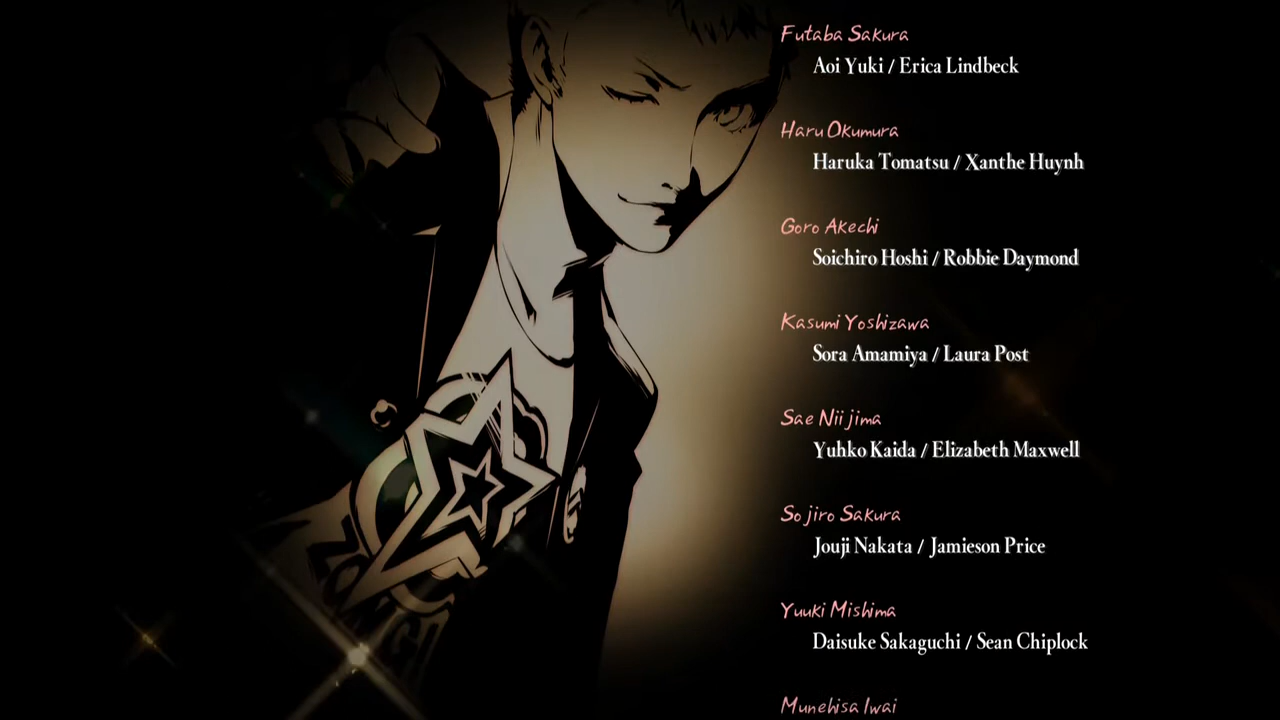 Futaba Sakura
Aoi Yuki / Erica Lindbeck
Haru Okumura
Haruka Tomatsu / Xanthe Huynh
Goro Akechi
Soichiro Hoshi / Robbie Daymond
Kasumi Yoshizawa
Sora Amamiya / Laura Post
Sae Niijima
Yuhko Kaida / Elizabeth Maxwell
Sojiro Sakura
Jouji Nakata / Jamieson Price
Yuuki Mishima
Daisuke Sakaguchi / Sean Chiplock
Munehisa Iwai